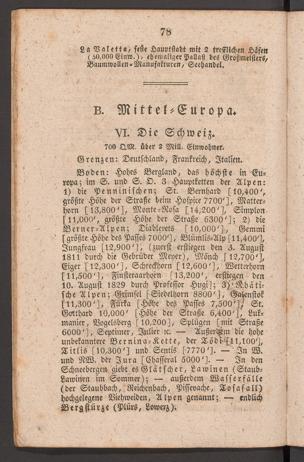 78
La Valetta, feste Hauptstadt mit 2 trefflichen Häfen
(50,000 Einw.), ehemaliger Pallast des Großmeisters,
Baumwollen-Manufakturen, Seehandel.
B. Mittel-Europa.
VI. Die Schweiz.
700 Q.M. über 2 Mill. Einwohner.
Grenzen: Deutschland, Frankreich, Italien.
Boden: Hohes Bergland, das höchste in Eu-
ropa; im S. und S. O. 3 Hauptketten der Alpen:
1) die Penninischen: St. Bernhard [10,400',
größte Höhe der Straße beim Hospiz 7700'], Matter-
horn [13,800'], Monte-Rosa [14,200'], Simplon
[11,000', größte Höhe der Straße 6300']; 2) die
Berner-Alpen: Diablerets [10,000'], Gemmi
[größte Höhe des Passes 7000'], Blümlis-Alp [11,400']
Jungfrau [12,900'], (zuerst erstiegen den 3. August
1811 durch die Gebrüder Meyer), Mönch [12,700'],
Eiger [12,300'], Schreckhorn [12,600'], Wetterhorn
[11,500'], Finsteraarhorn [13,200', erstiegen den
10. August 1829 durch Professor Hugi]; 3) Rhäti-
sche Alpen: Grimsel [Siedelhorn 8800'], Galenstock
[11,300'], Fürka [Höhe des Passes 7,500'], St.
Gotthard 10,000' [Höhe der Straße 6,400'], Luk-
manier, Vogelsberg [10,200], Splügen [mit Straße
6000'], Septimer, Julier u. — Außerdem die hohe
unbekanntere Bernina-Kette, der Tödi [11,100'],
Titlis [10,300'] und Sentis [7770']. — In W.
und NW. der Jura [Chasseral 5000']. — In den
Schneebergen giebt es Gletscher, Lawinen (Staub-
Lawinen im Sommer); — außerdem Wasserfälle
(der Staubbach, Reichenbach, Pissevache, Tosafall)
hochgelegene Viehweiden, Alpen genannt; — endlich
Bergstürze (Plürs, Lowerz).